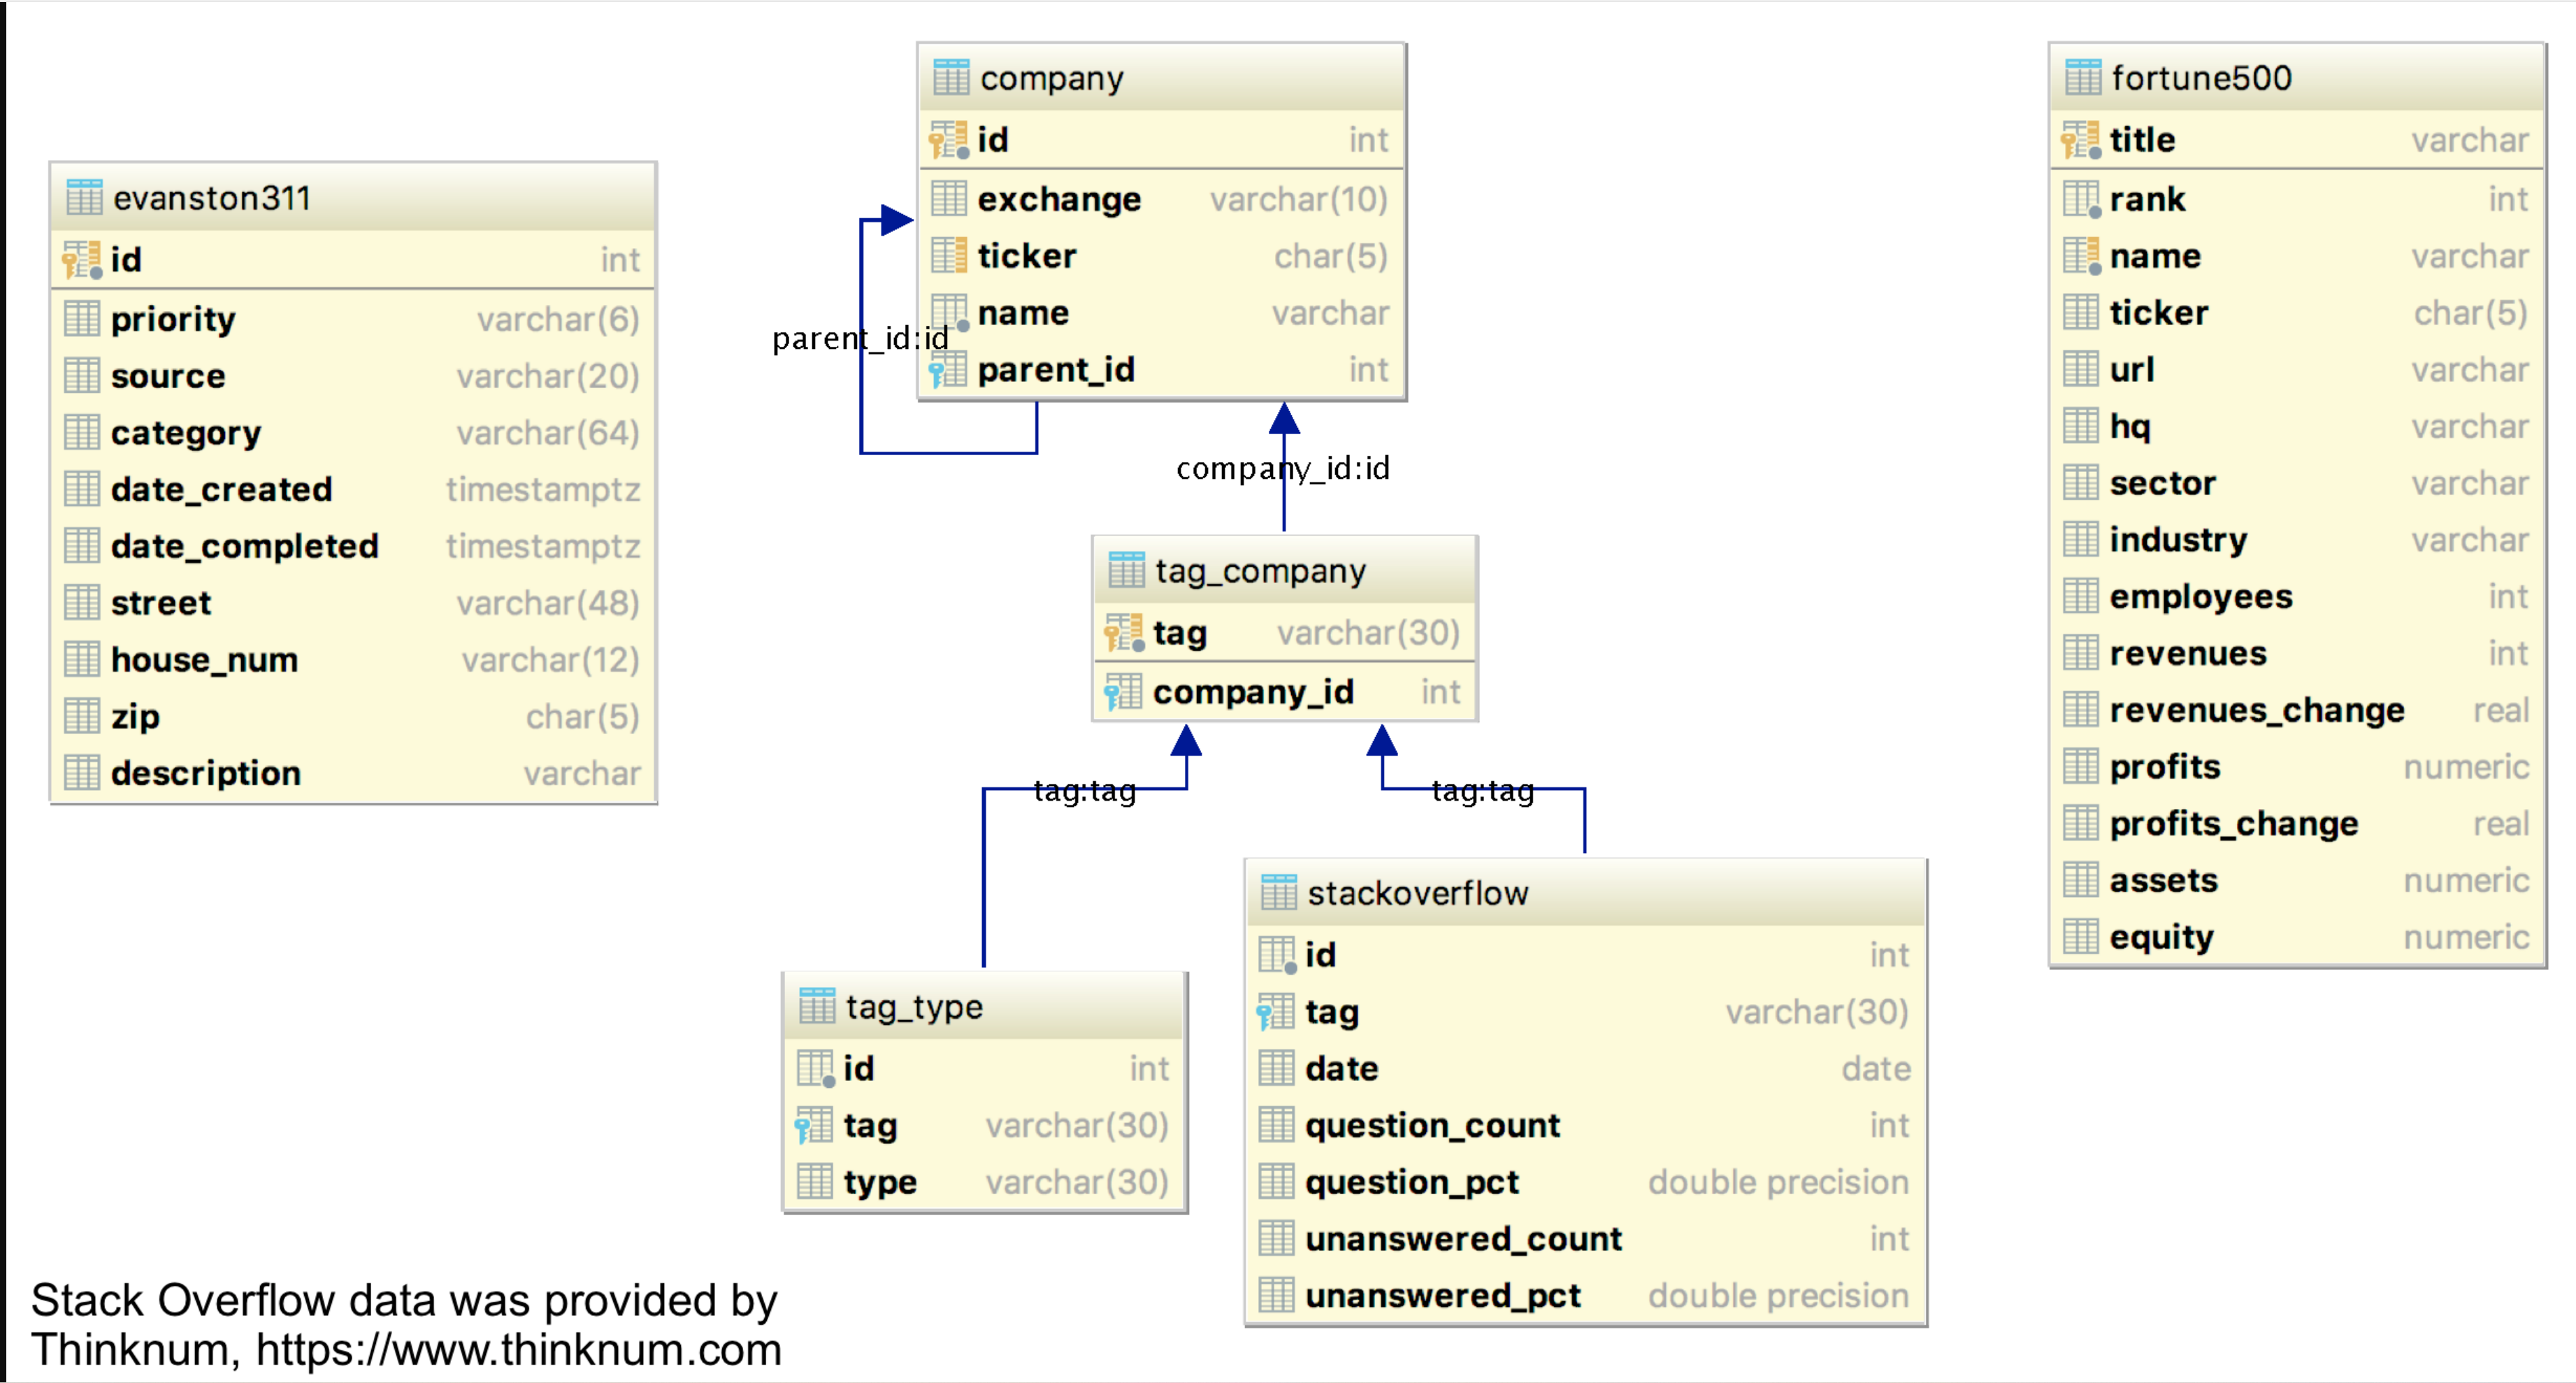 evanston311
id int
priority varchar(6)
source varchar(20)
category varchar(64)
date_created timestamptz
date_completed timestamptz
street varchar(48)
house_num varchar(12)
zip char(5)
description varchar
company
id int
exchange varchar(10)
ticker char(5)
name varchar
parent_id int
parent_id:id
company_id:id
tag_company
tag varchar(30)
company_id int
tag:tag
tag:tag
tag_type
id int
tag varchar(30)
type varchar(30)
stackoverflow
id int
tag varchar(30)
date date
question_count int
question_pct double precision
unanswered_count int
unanswered_pct double precision
fortune500
title varchar
rank int
name varchar
ticker char(5)
url varchar
hq varchar
sector varchar
industry varchar
employees int
revenues int
revenues_change real
profits numeric
profits_change real
assets numeric
equity numeric
Stack Overflow data was provided by
Thinknum, https://www.thinknum.com